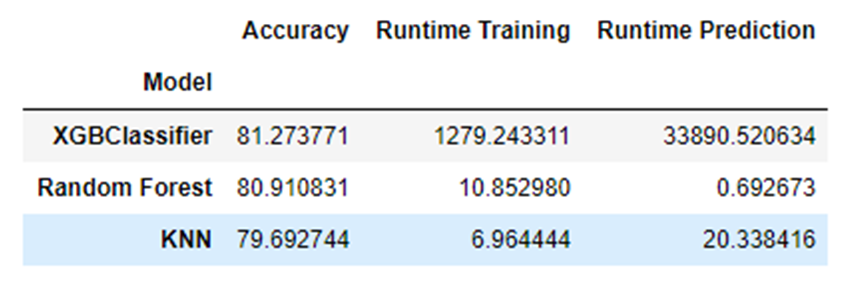 Accuracy Runtime Training Runtime Prediction
Model
XGBClassifier 81.273771 1279.243311 33890.520634
Random Forest 80.910831 10.852980 0.692673
KNN 79.692744 6.964444 20.338416